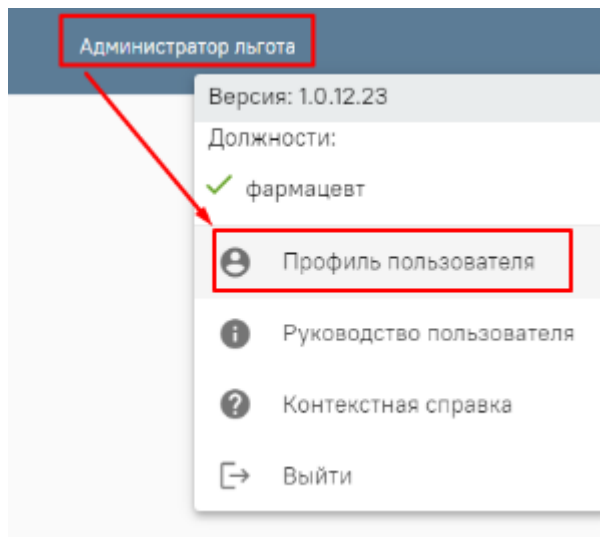 Администратор льгота
Версия: 1.0.12.23
Должности:
фармацевт
Профиль пользователя
Руководство пользователя
Контекстная справка
Выйти